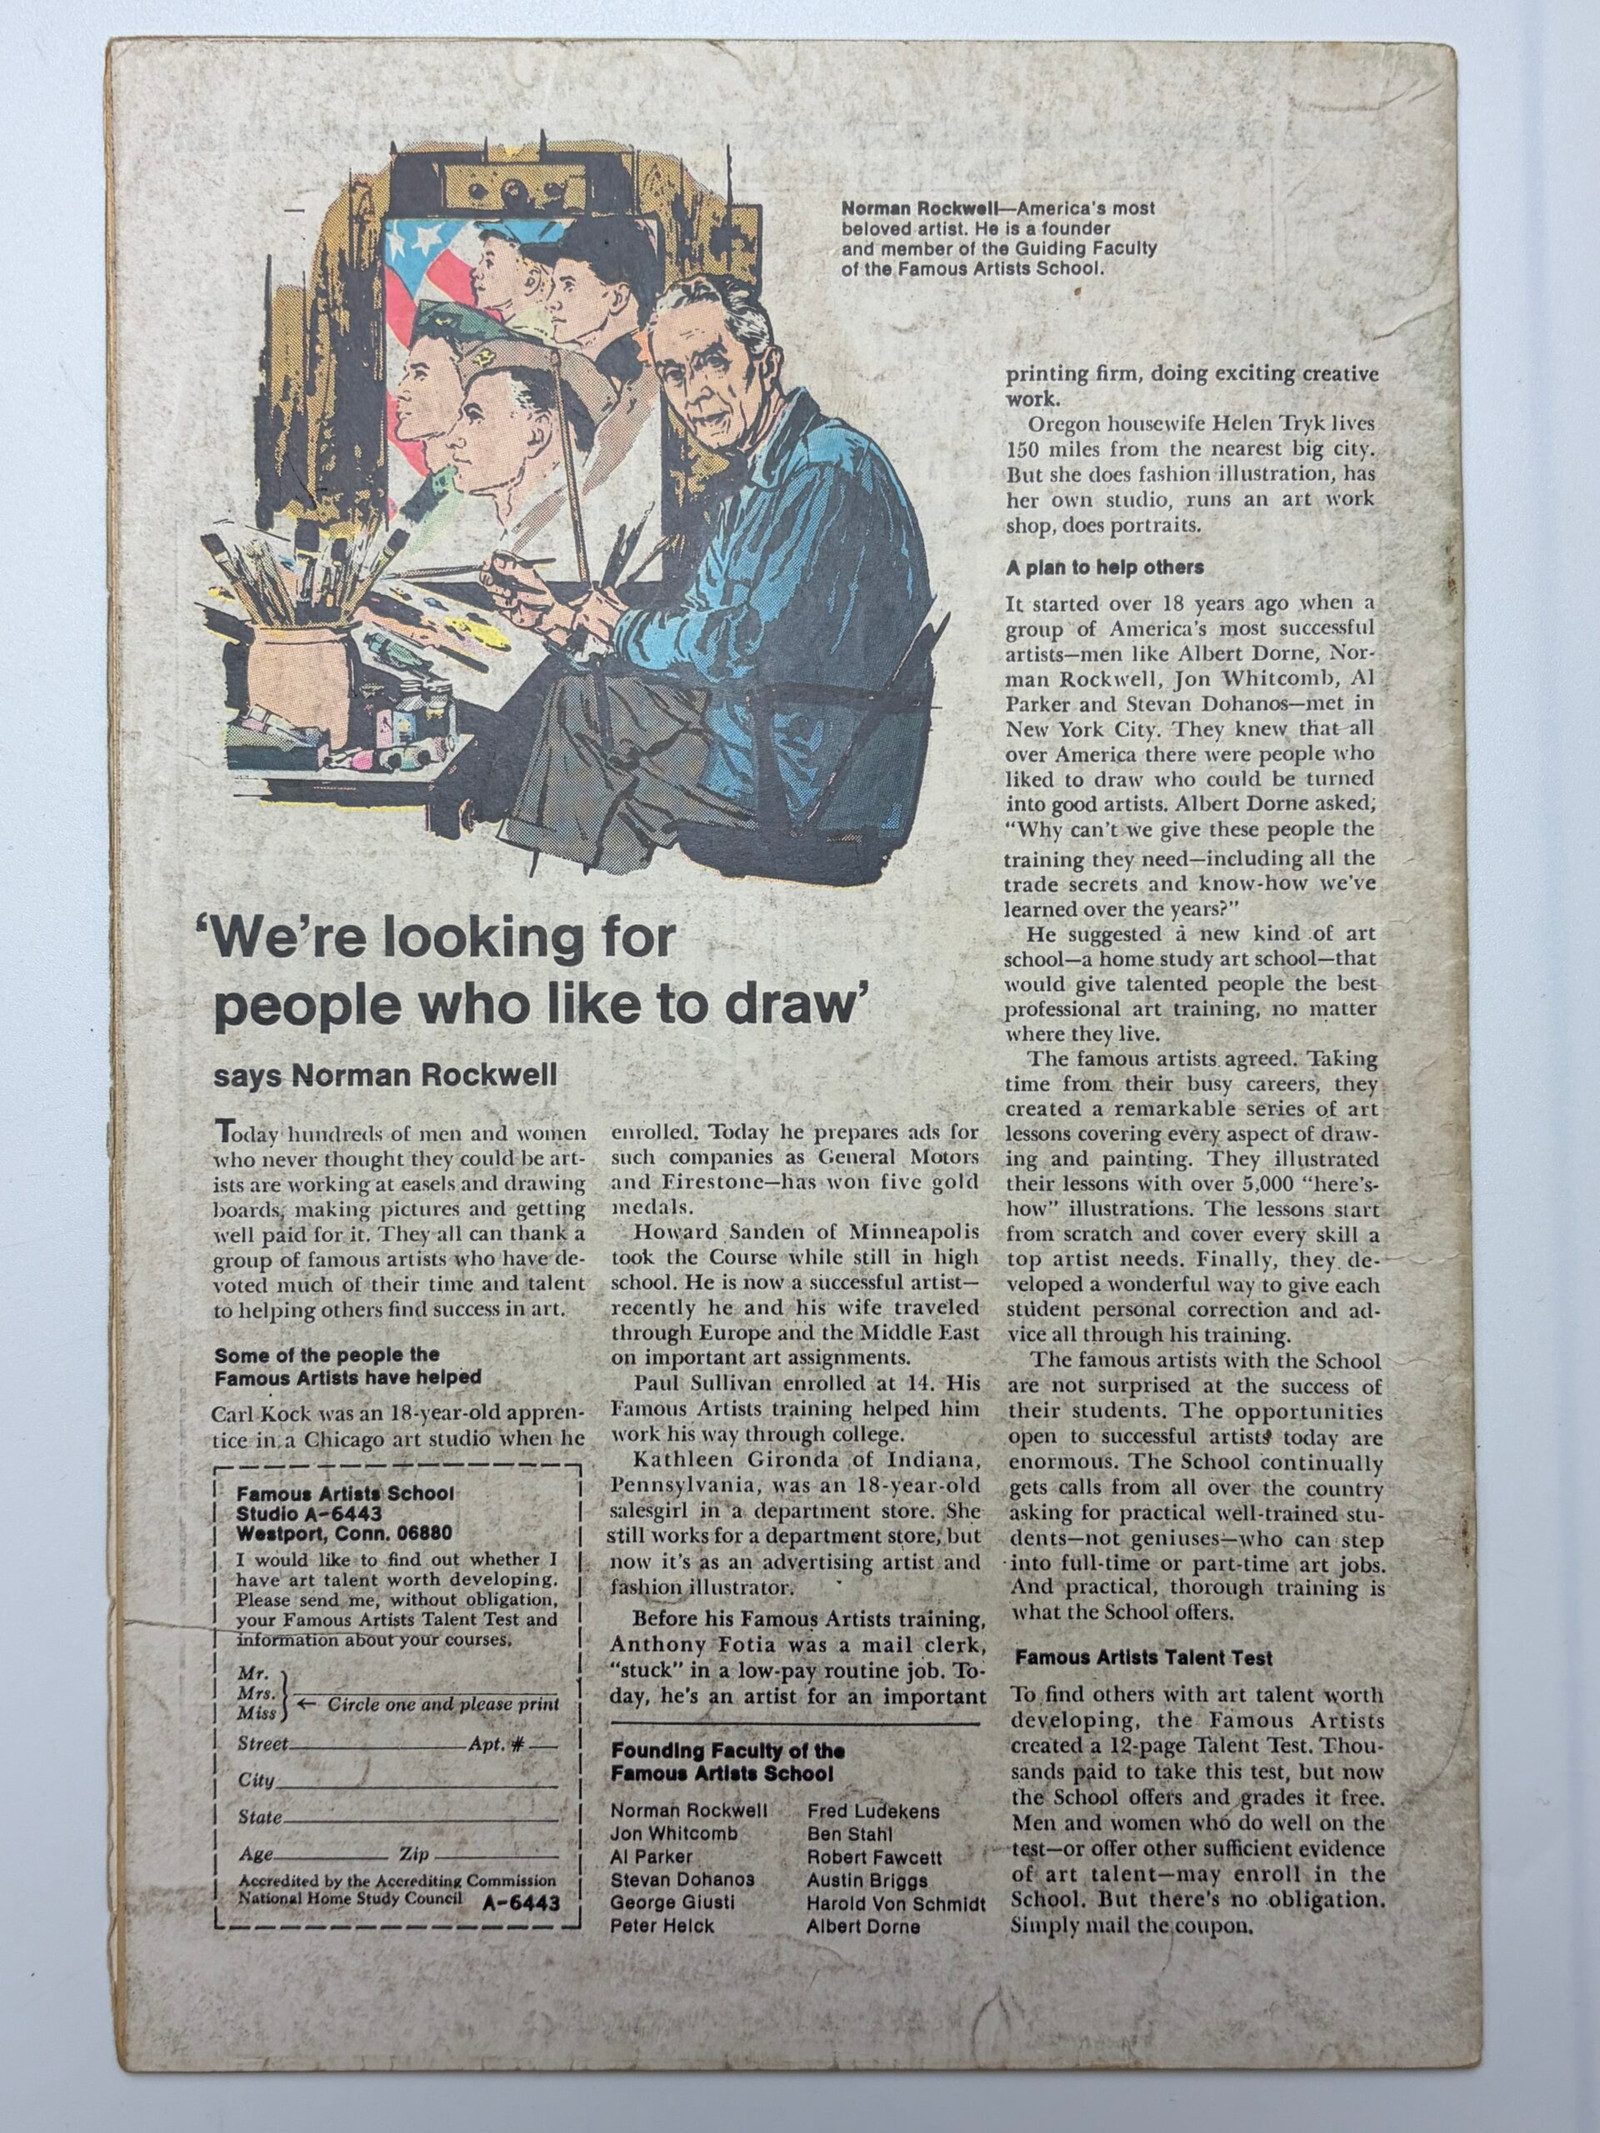 Norman Rockwell—America's most
beloved artist. He is a founder
and member of the Guiding Faculty
of the Famous Artists School.
'We're looking for
people who like to draw'
says Norman Rockwell
Today hundreds of men and women
who never thought they could be art-
ists are working at easels and drawing
boards, making pictures and getting
well paid for it. They all can thank a
group of famous artists who have de-
voted much of their time and talent
to helping others find success in art.
Some of the people the
Famous Artists have helped
Carl Kock was an 18-year-old appren-
tice in a Chicago art studio when he
enrolled. Today he prepares ads for
such companies as General Motors
and Firestone—has won five gold
medals.
Howard Sanden of Minneapolis
took the Course while still in high
school. He is now a successful artist—
recently he and his wife traveled
through Europe and the Middle East
on important art assignments.
Paul Sullivan enrolled at 14. His
Famous Artists training helped him
work his way through college.
Kathleen Gironda of Indiana,
Pennsylvania, was an 18-year-old
salesgirl in a department store. She
still works for a department store, but
now it's as an advertising artist and
fashion illustrator.
Before his Famous Artists training,
Anthony Fotia was a mail clerk,
"stuck" in a low-pay routine job. To-
day, he's an artist for an important
printing firm, doing exciting creative
work.
Oregon housewife Helen Tryk lives
150 miles from the nearest big city.
But she does fashion illustration, has
her own studio, runs an art work
shop, does portraits.
A plan to help others
It started over 18 years ago when a
group of America's most successful
artists—men like Albert Dorne, Nor-
man Rockwell, Jon Whitcomb, Al
Parker and Stevan Dohanos—met in
New York City. They knew that all
over America there were people who
liked to draw who could be turned
into good artists. Albert Dorne asked,
"Why can't we give these people the
training they need—including all the
trade secrets and know-how we've
learned over the years?"
He suggested a new kind of art
school—a home study art school—that
would give talented people the best
professional art training, no matter
where they live.
The famous artists agreed. Taking
time from their busy careers, they
created a remarkable series of art
lessons covering every aspect of draw-
ing and painting. They illustrated
their lessons with over 5,000 "here's-
how" illustrations. The lessons start
from scratch and cover every skill a
top artist needs. Finally, they de-
veloped a wonderful way to give each
student personal correction and ad-
vice all through his training.
The famous artists with the School
are not surprised at the success of
their students. The opportunities
open to successful artists today are
enormous. The School continually
gets calls from all over the country
asking for practical well-trained stu-
dents—not geniuses—who can step
into full-time or part-time art jobs.
And practical, thorough training is
what the School offers.
Famous Artists Talent Test
To find others with art talent worth
developing, the Famous Artists
created a 12-page Talent Test. Thou-
sands paid to take this test, but now
the School offers and grades it free.
Men and women who do well on the
test—or offer other sufficient evidence
of art talent—may enroll in the
School. But there's no obligation.
Simply mail the coupon.
Famous Artists School
Studio A-6443
Westport, Conn. 06880
I would like to find out whether I
have art talent worth developing.
Please send me, without obligation,
your Famous Artists Talent Test and
information about your courses.
Mr.
Mrs.
Miss
← Circle one and please print
Street Apt. #
City
State
Age Zip
Accredited by the Accrediting Commission
National Home Study Council A-6443
Founding Faculty of the
Famous Artists School
Norman Rockwell
Jon Whitcomb
Al Parker
Stevan Dohanos
George Giusti
Peter Helck
Fred Ludekens
Ben Stahl
Robert Fawcett
Austin Briggs
Harold Von Schmidt
Albert Dorne